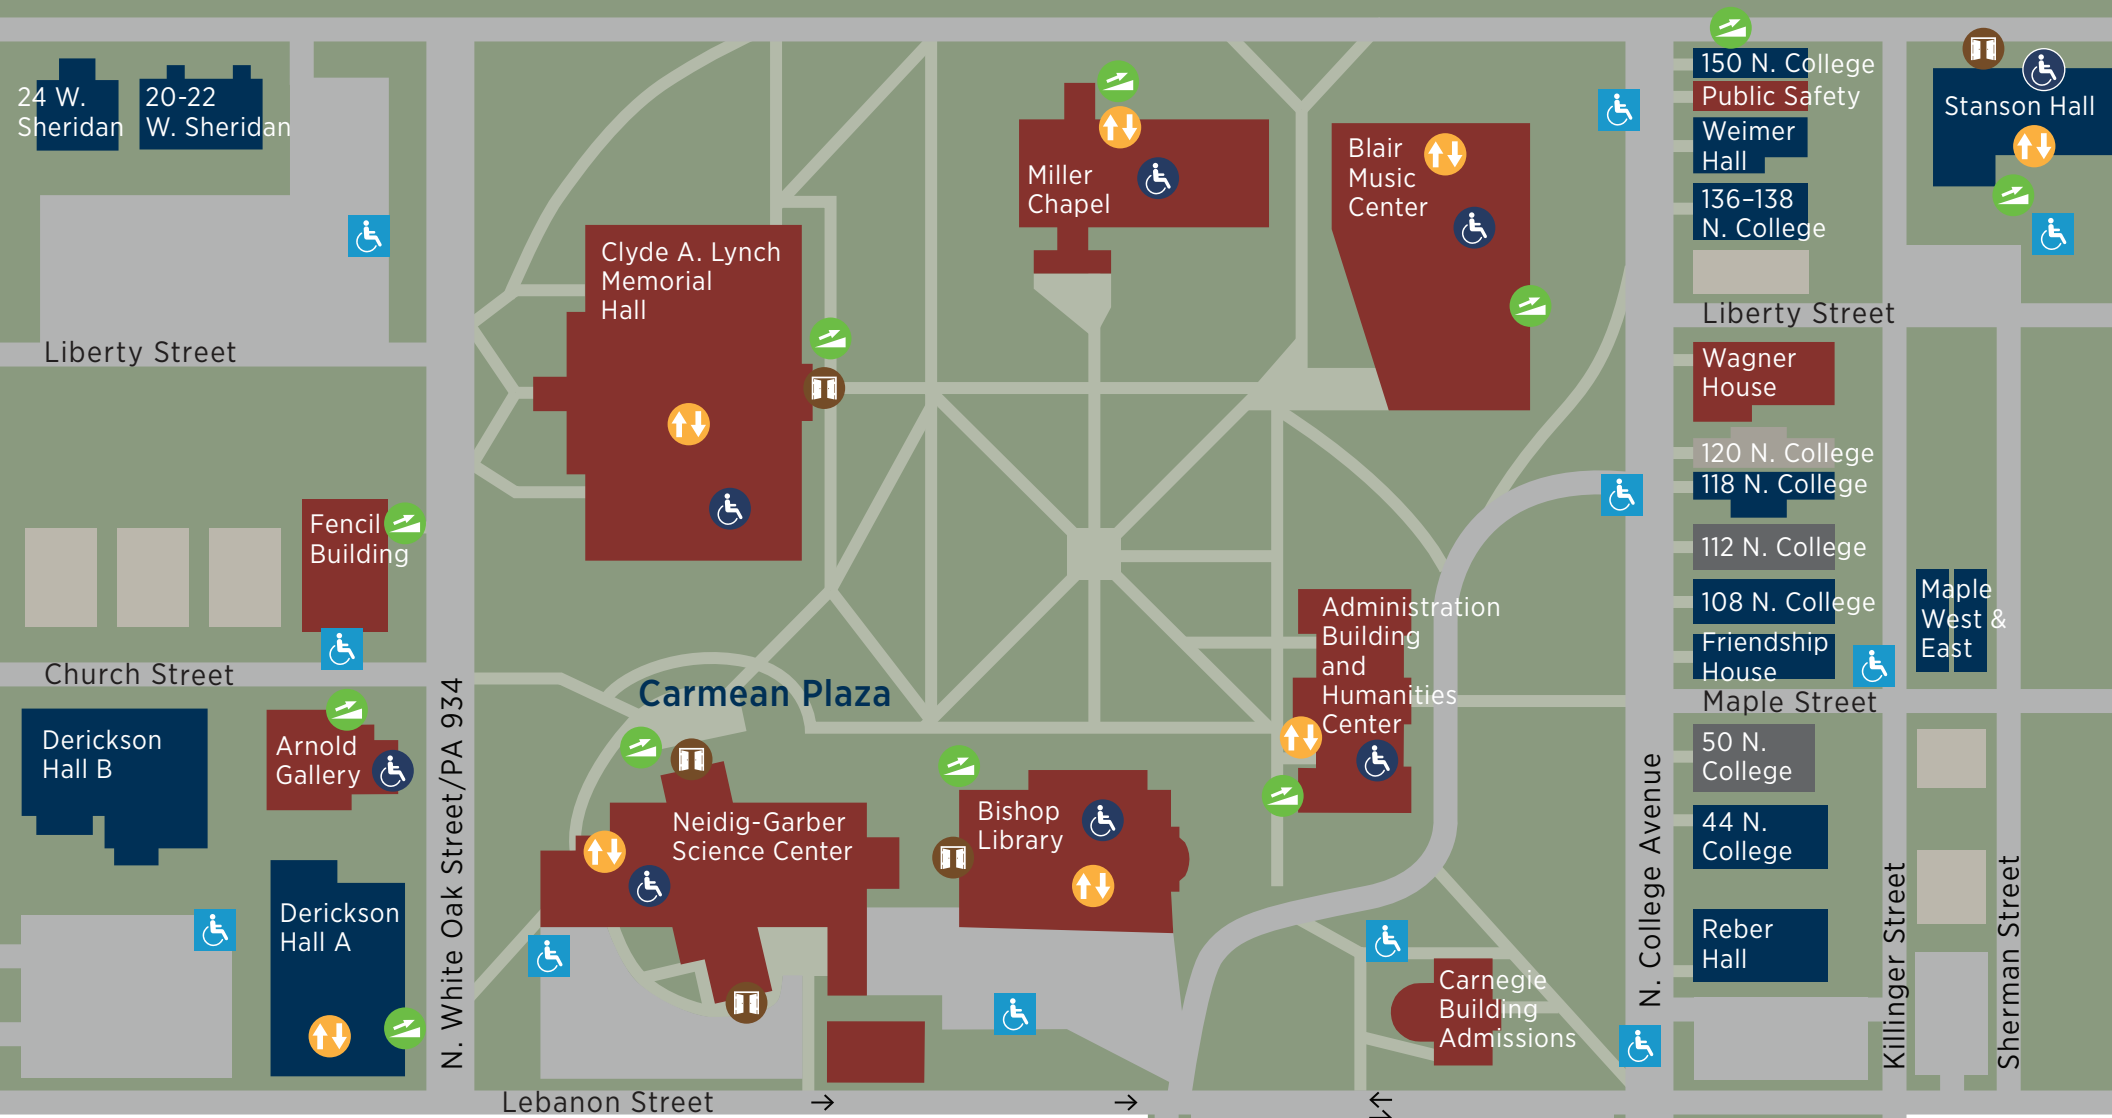 24 W.
Sheridan
20-22
W. Sheridan
Liberty Street
Clyde A. Lynch
Memorial
Hall
Miller
Chapel
Blair
Music
Center
150 N. College
Public Safety
Weimer
Hall
136–138
N. College
Stanson Hall
Liberty Street
Wagner
House
120 N. College
118 N. College
112 N. College
108 N. College
Friendship
House
Maple
West &
East
Maple Street
Fencil
Building
Church Street
Carmean Plaza
Administration
Building
and
Humanities
Center
Derickson
Hall B
Arnold
Gallery
N. White Oak Street/PA 934
Neidig-Garber
Science Center
Bishop
Library
50 N.
College
44 N.
College
N. College Avenue
Reber
Hall
Killinger Street
Sherman Street
Derickson
Hall A
Carnegie
Building
Admissions
Lebanon Street